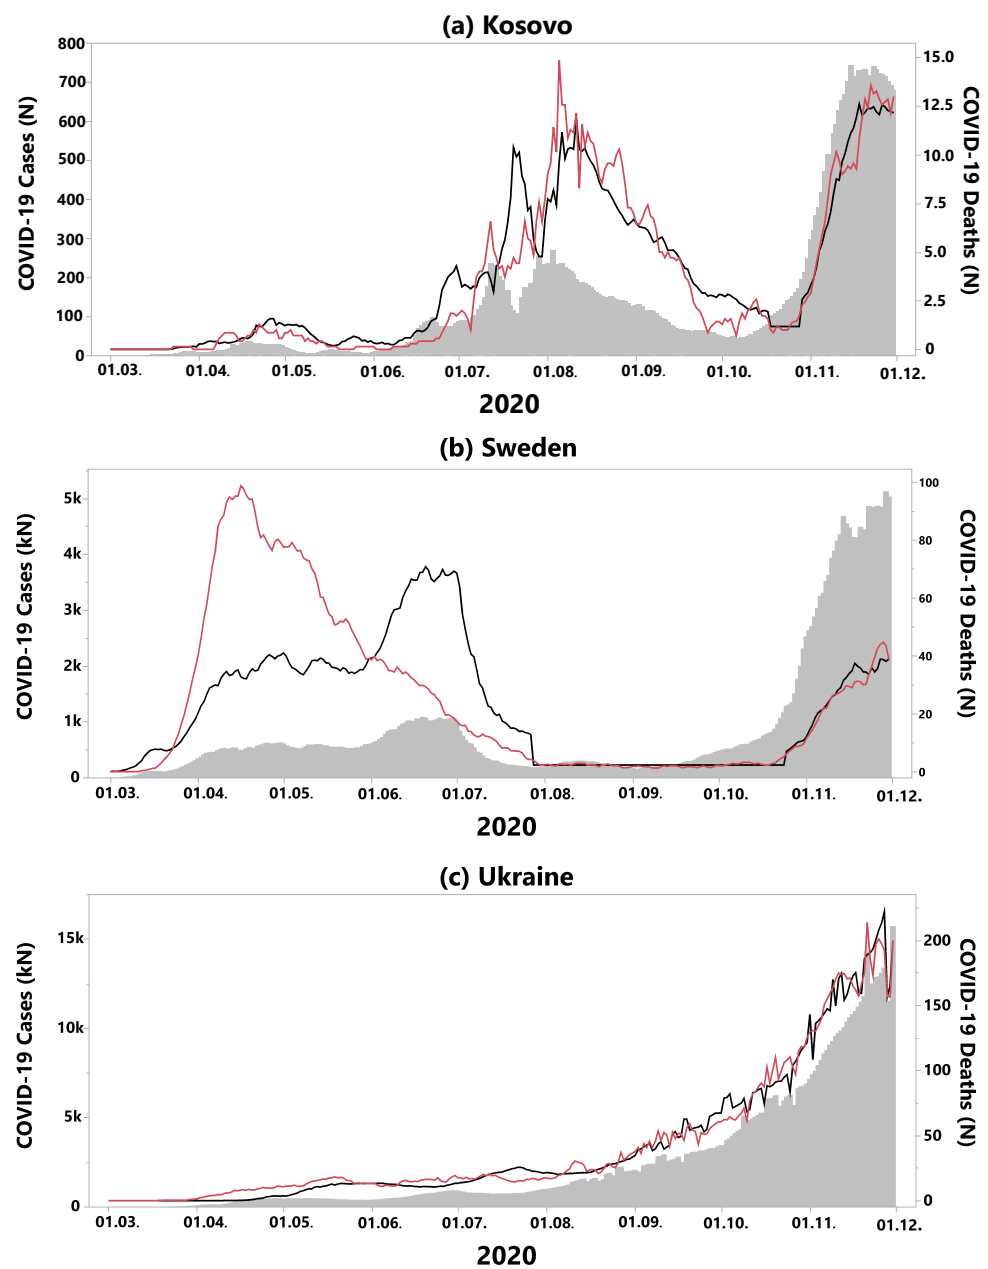 (a) Kosovo
COVID-19 Cases (N)
800
700
600
500
400
300
200
100
0
15.0
12.5
10.0
7.5
5.0
2.5
0
COVID-19 Deaths (N)
01.03. 01.04. 01.05. 01.06. 01.07. 01.08. 01.09. 01.10. 01.11. 01.12.
2020
(b) Sweden
COVID-19 Cases (kN)
5k
4k
3k
2k
1k
0
100
80
60
40
20
0
COVID-19 Deaths (N)
01.03. 01.04. 01.05. 01.06. 01.07. 01.08. 01.09. 01.10. 01.11. 01.12.
2020
(c) Ukraine
COVID-19 Cases (kN)
15k
10k
5k
0
200
150
100
50
0
COVID-19 Deaths (N)
01.03. 01.04. 01.05. 01.06. 01.07. 01.08. 01.09. 01.10. 01.11. 01.12.
2020